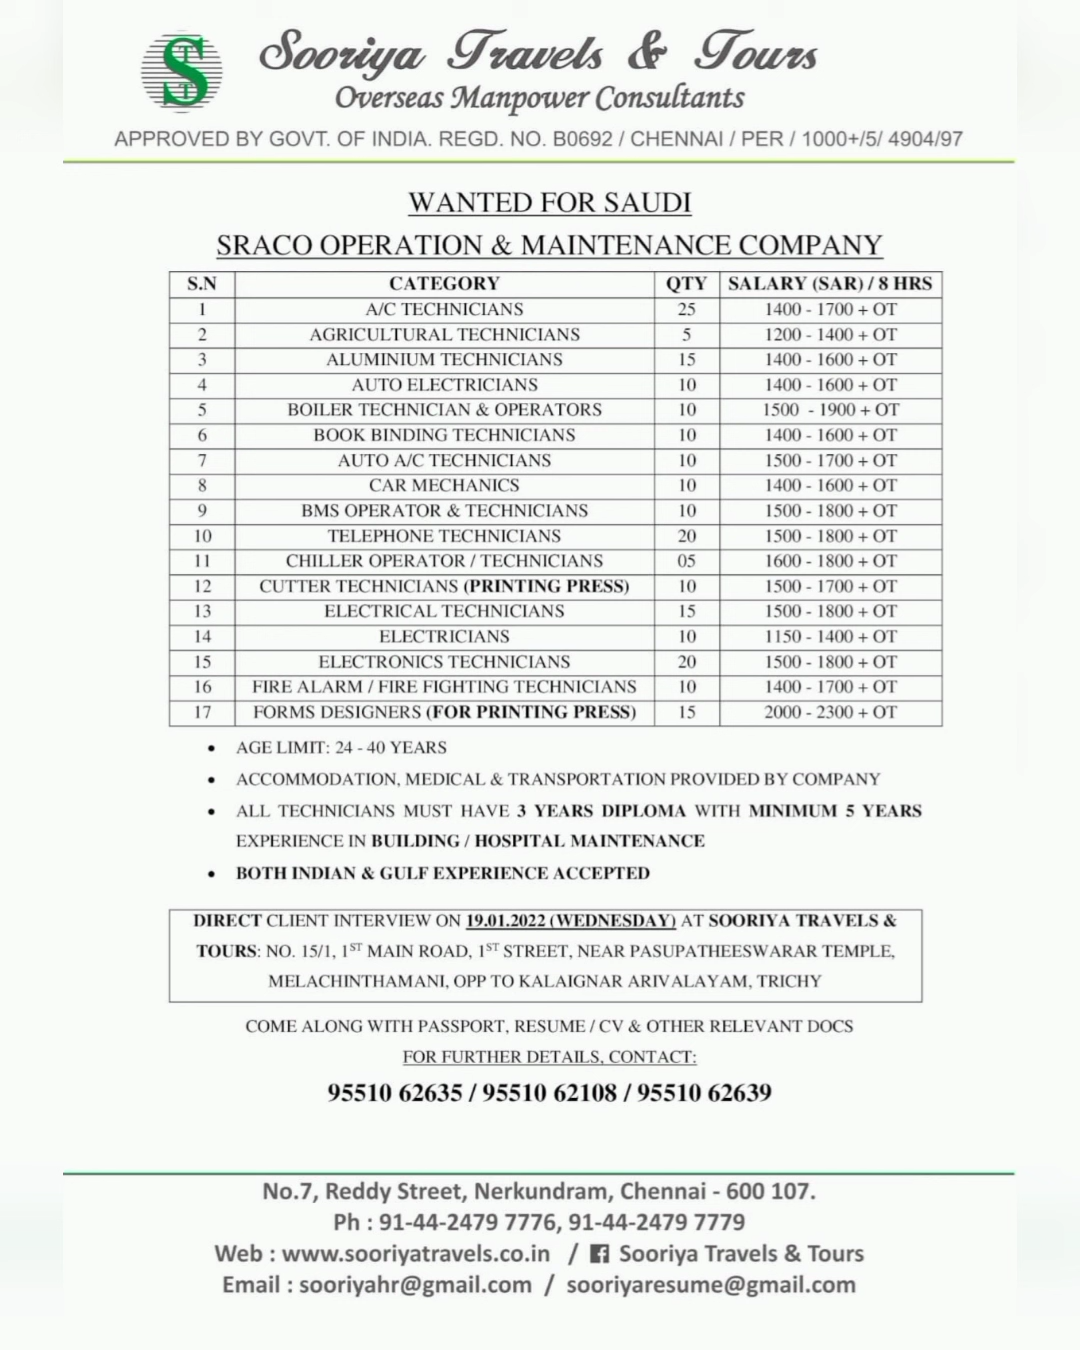 STT
Sooriya Travels & Tours
Overseas Manpower Consultants
APPROVED BY GOVT. OF INDIA. REGD. NO. B0692 / CHENNAI / PER / 1000+/5/ 4904/97
WANTED FOR SAUDI
SRACO OPERATION & MAINTENANCE COMPANY
S.N CATEGORY QTY SALARY (SAR) / 8 HRS
1 A/C TECHNICIANS 25 1400 - 1700 + OT
2 AGRICULTURAL TECHNICIANS 5 1200 - 1400 + OT
3 ALUMINIUM TECHNICIANS 15 1400 - 1600 + OT
4 AUTO ELECTRICIANS 10 1400 - 1600 + OT
5 BOILER TECHNICIAN & OPERATORS 10 1500 - 1900 + OT
6 BOOK BINDING TECHNICIANS 10 1400 - 1600 + OT
7 AUTO A/C TECHNICIANS 10 1500 - 1700 + OT
8 CAR MECHANICS 10 1400 - 1600 + OT
9 BMS OPERATOR & TECHNICIANS 10 1500 - 1800 + OT
10 TELEPHONE TECHNICIANS 20 1500 - 1800 + OT
11 CHILLER OPERATOR / TECHNICIANS 05 1600 - 1800 + OT
12 CUTTER TECHNICIANS (PRINTING PRESS) 10 1500 - 1700 + OT
13 ELECTRICAL TECHNICIANS 15 1500 - 1800 + OT
14 ELECTRICIANS 10 1150 - 1400 + OT
15 ELECTRONICS TECHNICIANS 20 1500 - 1800 + OT
16 FIRE ALARM / FIRE FIGHTING TECHNICIANS 10 1400 - 1700 + OT
17 FORMS DESIGNERS (FOR PRINTING PRESS) 15 2000 - 2300 + OT
• AGE LIMIT: 24 - 40 YEARS
• ACCOMMODATION, MEDICAL & TRANSPORTATION PROVIDED BY COMPANY
• ALL TECHNICIANS MUST HAVE 3 YEARS DIPLOMA WITH MINIMUM 5 YEARS
EXPERIENCE IN BUILDING / HOSPITAL MAINTENANCE
• BOTH INDIAN & GULF EXPERIENCE ACCEPTED
DIRECT CLIENT INTERVIEW ON 19.01.2022 (WEDNESDAY) AT SOORIYA TRAVELS &
TOURS: NO. 15/1, 1ST MAIN ROAD, 1ST STREET, NEAR PASUPATHEESWARAR TEMPLE,
MELACHINTHAMANI, OPP TO KALAIGNAR ARIVALAYAM, TRICHY
COME ALONG WITH PASSPORT, RESUME / CV & OTHER RELEVANT DOCS
FOR FURTHER DETAILS, CONTACT:
95510 62635 / 95510 62108 / 95510 62639
No.7, Reddy Street, Nerkundram, Chennai - 600 107.
Ph : 91-44-2479 7776, 91-44-2479 7779
Web : www.sooriyatravels.co.in / Sooriya Travels & Tours
Email : sooriyahr@gmail.com / sooriyaresume@gmail.com